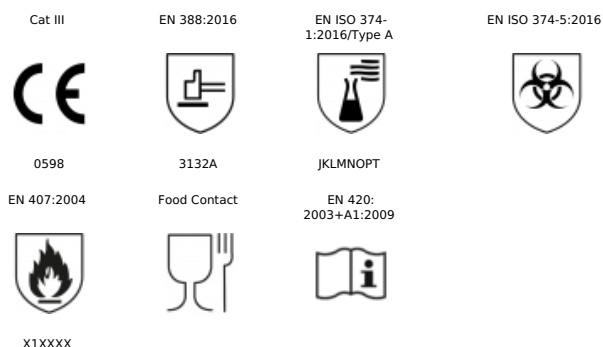 Cat III
EN 388:2016
EN ISO 374-
1:2016/Type A
EN ISO 374-5:2016
CE
i
0598
3132A
JKLMNOPT
EN 407:2004
Food Contact
EN 420:
2003+A1:2009
i
X1XXXX